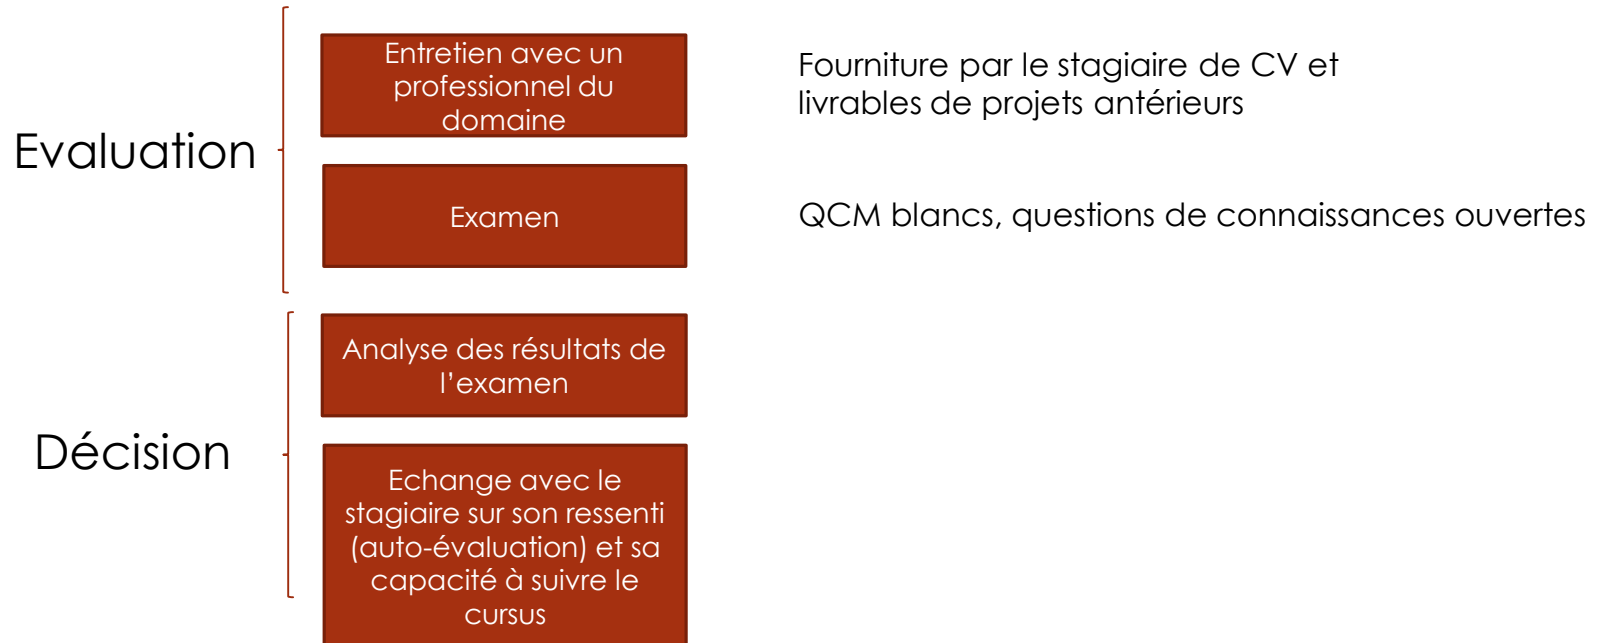 Evaluation
Entretien avec un
professionnel du
domaine
Fourniture par le stagiaire de CV et
livrables de projets antérieurs
Examen
QCM blancs, questions de connaissances ouvertes
Décision
Analyse des résultats de
l’examen
Echange avec le
stagiaire sur son ressenti
(auto-évaluation) et sa
capacité à suivre le
cursus